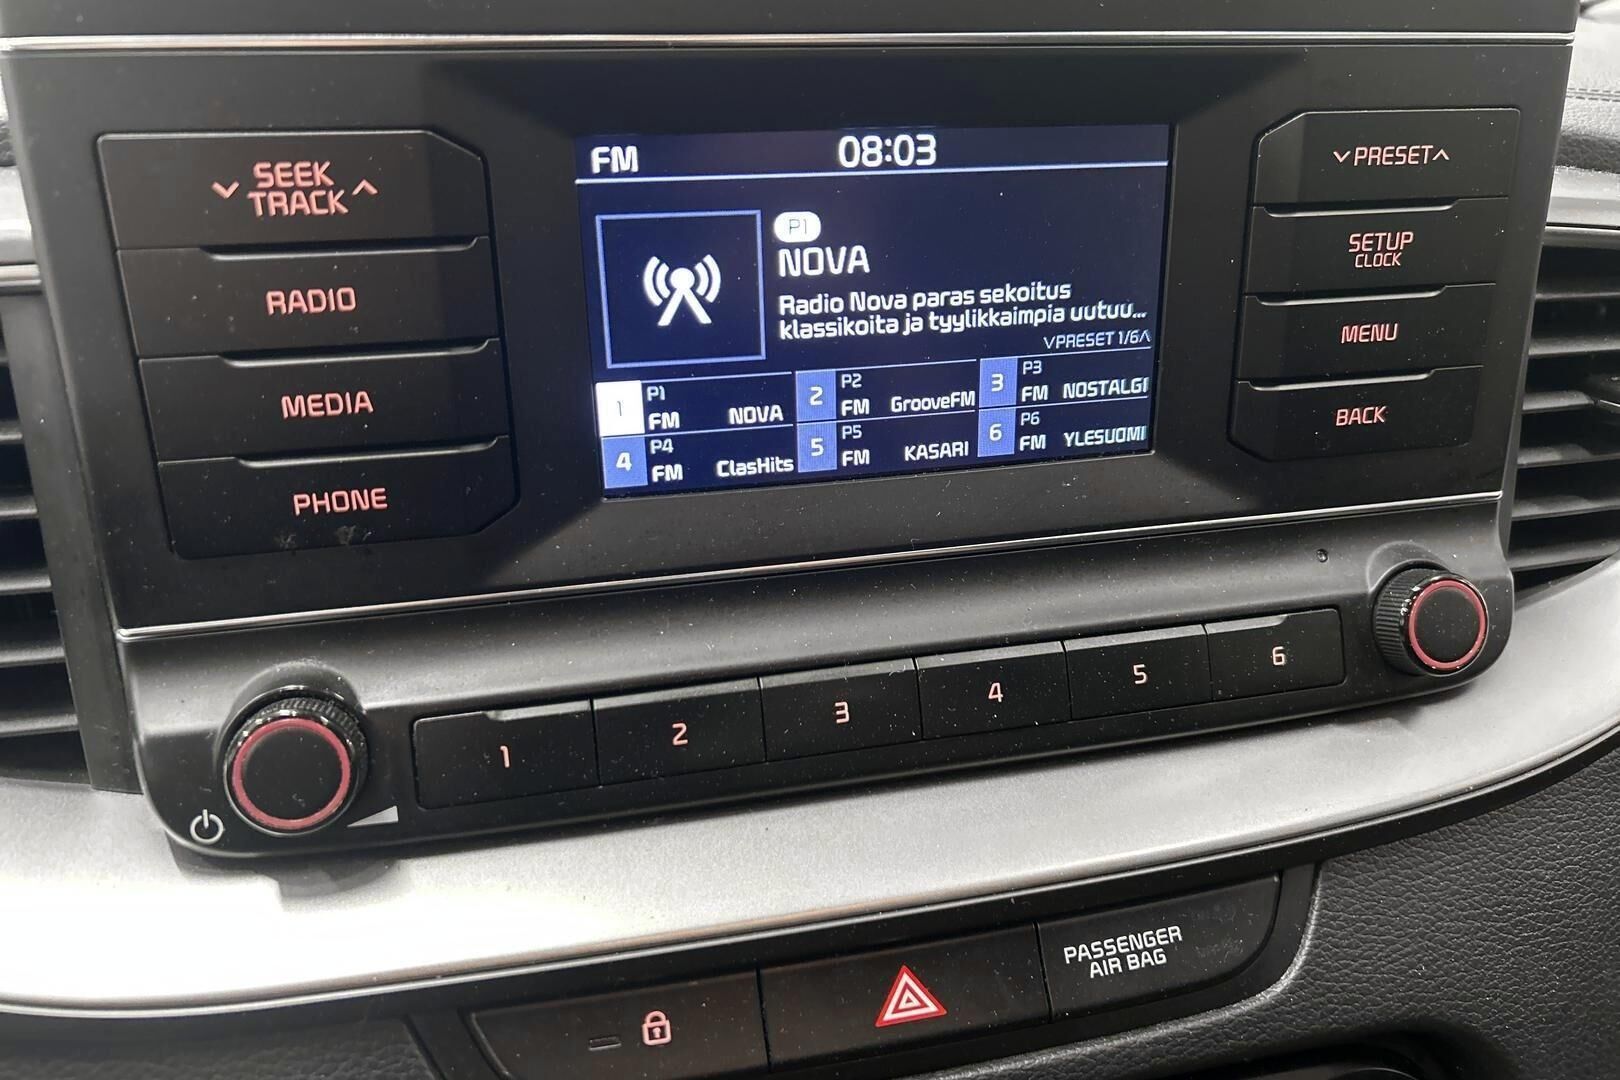 FM 08:03
P1
NOVA
Radio Nova paras sekoitus
klassikoita ja tyylikkaimpia uutuu...
∨PRESET 1/6∧
1 P1 FM NOVA
2 P2 FM GrooveFM
3 P3 FM NOSTALGI
4 P4 FM ClasHits
5 P5 FM KASARI
6 P6 FM YLESUOMI
∨ SEEK ∧
TRACK
RADIO
MEDIA
PHONE
∨PRESET∧
SETUP
CLOCK
MENU
BACK
1 2 3 4 5 6
PASSENGER
AIR BAG